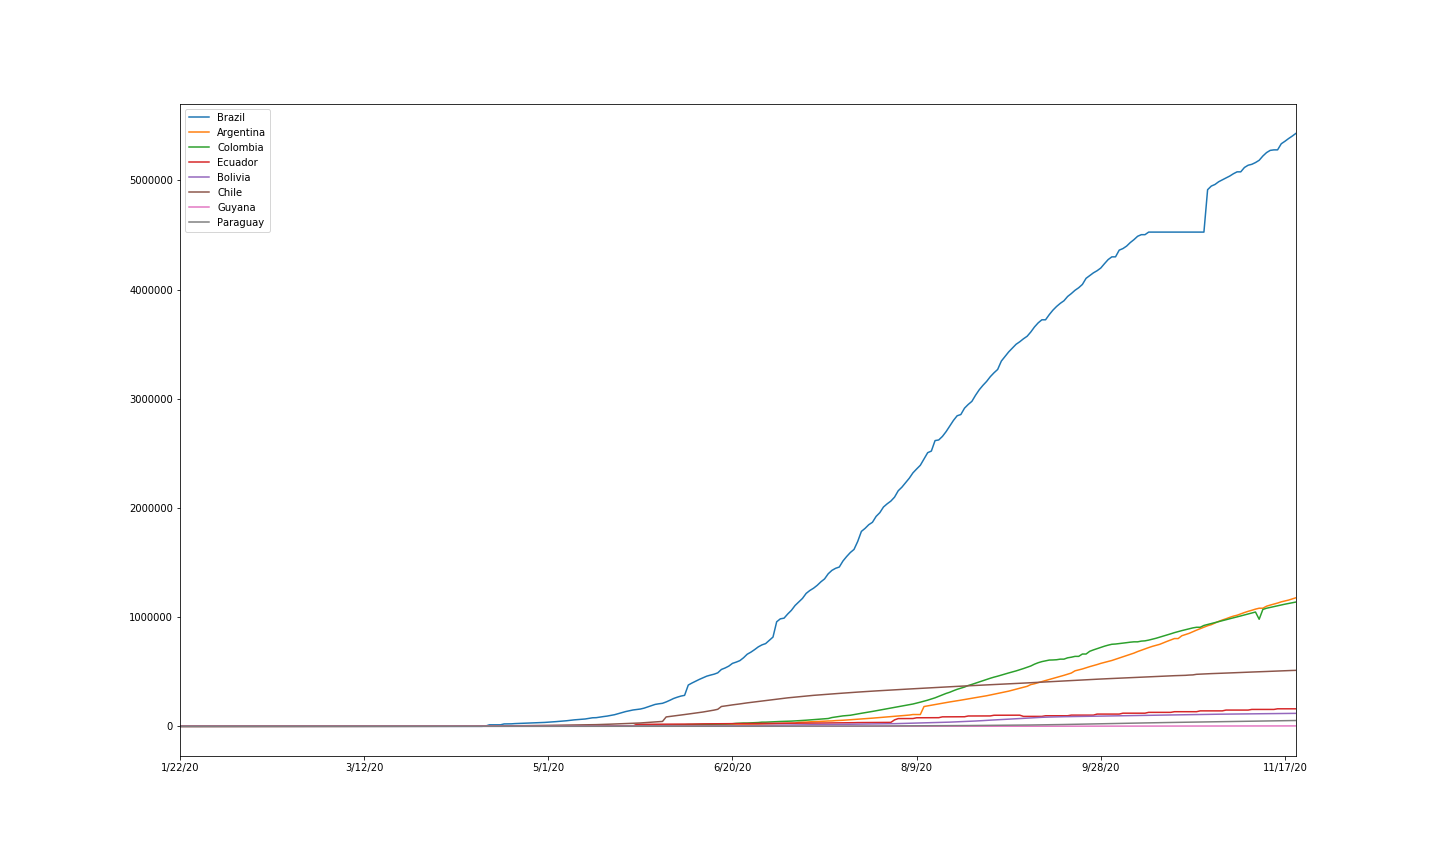 Brazil
Argentina
Colombia
Ecuador
Bolivia
Chile
Guyana
Paraguay
5000000
4000000
3000000
2000000
1000000
0
1/22/20 3/12/20 5/1/20 6/20/20 8/9/20 9/28/20 11/17/20